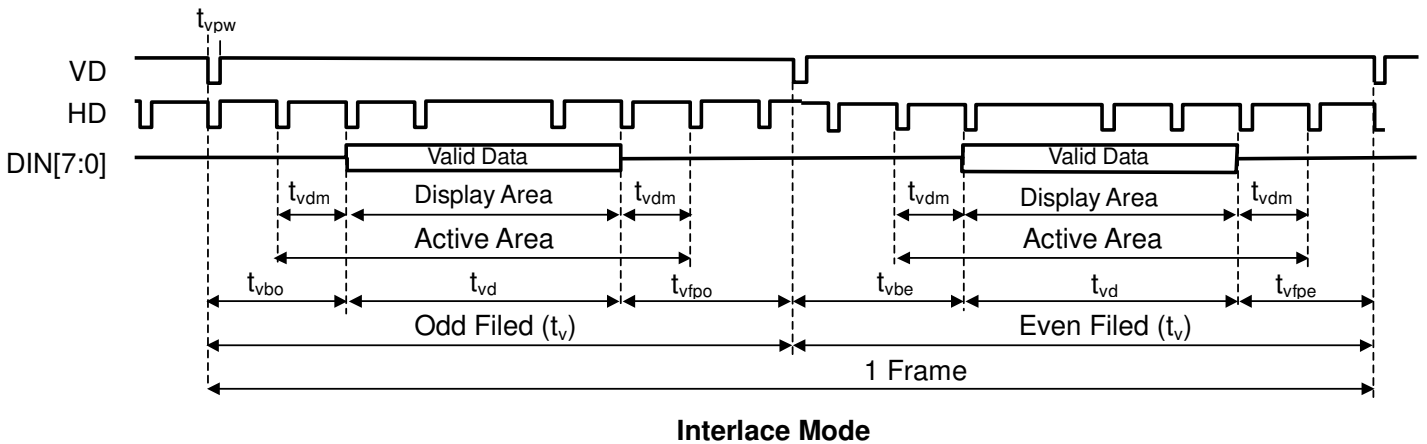 tvpw
VD
HD
DIN[7:0] Valid Data Valid Data
tvdm Display Area tvdm tvdm Display Area tvdm
Active Area Active Area
tvbo tvd tvfpo tvbe tvd tvfpe
Odd Filed (tv) Even Filed (tv)
1 Frame
Interlace Mode